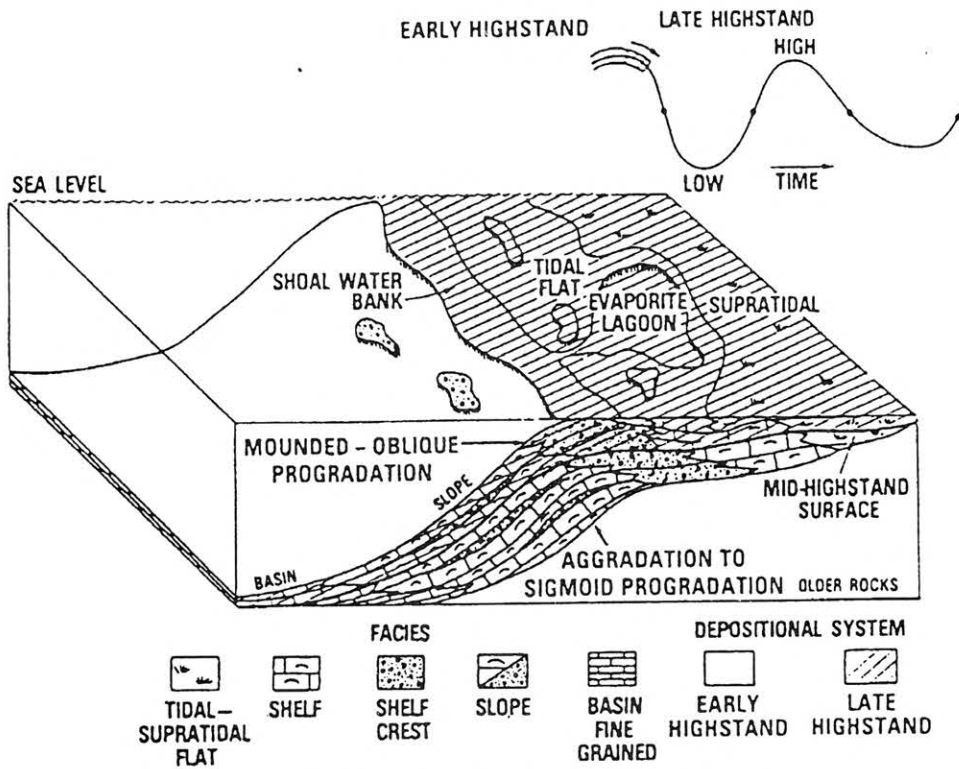 EARLY HIGHSTAND
LATE HIGHSTAND
HIGH
LOW
TIME
SEA LEVEL
SHOAL WATER
BANK
TIDAL
FLAT
EVAPORITE
LAGOON
SUPRATIDAL
MOUNDED - OBLIQUE
PROGRADATION
SLOPE
BASIN
MID-HIGHSTAND
SURFACE
AGGRADATION TO
SIGMOID PROGRADATION
OLDER ROCKS
FACIES
DEPOSITIONAL SYSTEM
TIDAL-
SUPRATIDAL
FLAT
SHELF
SHELF
CREST
SLOPE
BASIN
FINE
GRAINED
EARLY
HIGHSTAND
LATE
HIGHSTAND